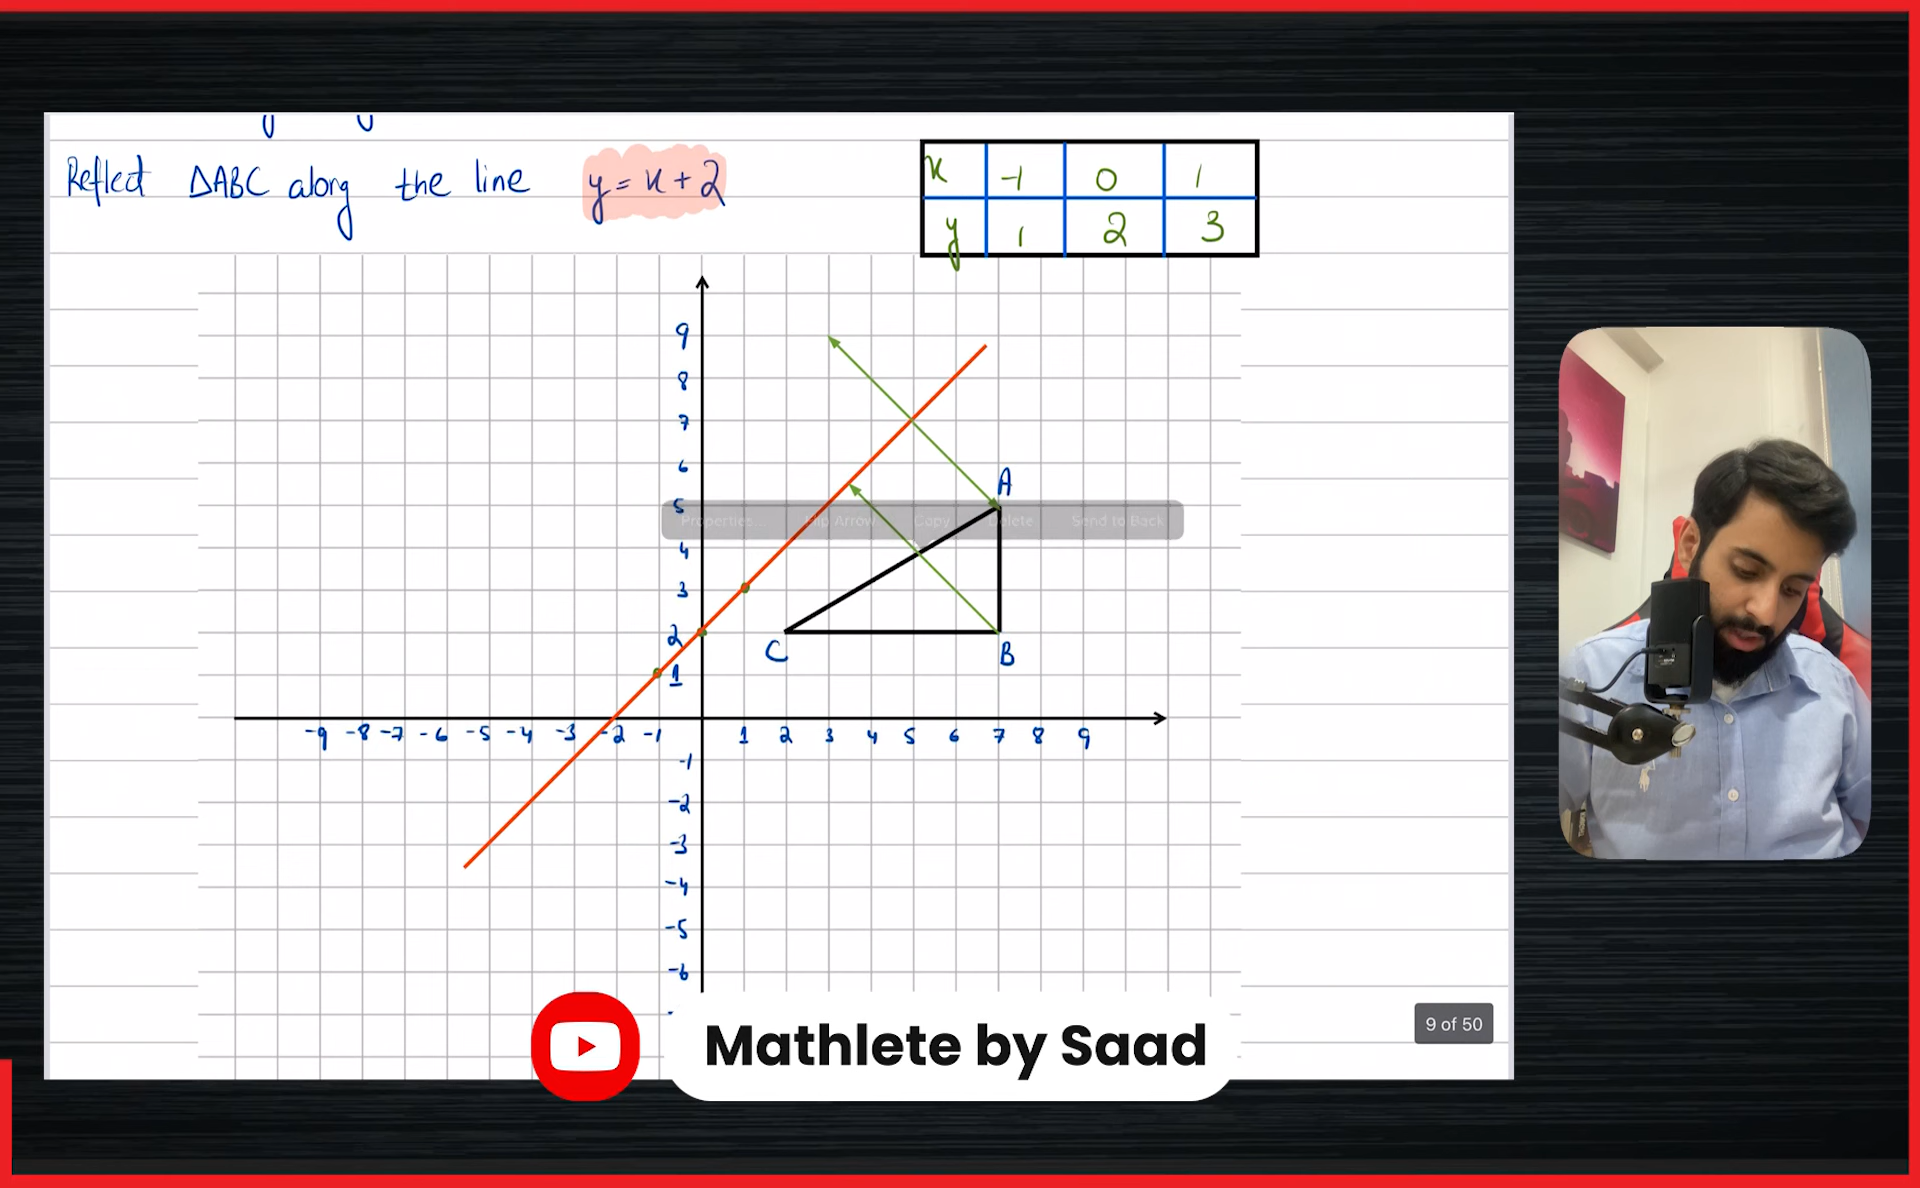 Reflect ΔABC along the line y = x + 2
x -1 0 1
y 1 2 3
9
8
7
6
5
4
3
2
1
A
B
C
Properties... Flip Arrow Copy Delete Send to Back
-9 -8 -7 -6 -5 -4 -3 -2 -1 1 2 3 4 5 6 7 8 9
-1
-2
-3
-4
-5
-6
9 of 50
Mathlete by Saad